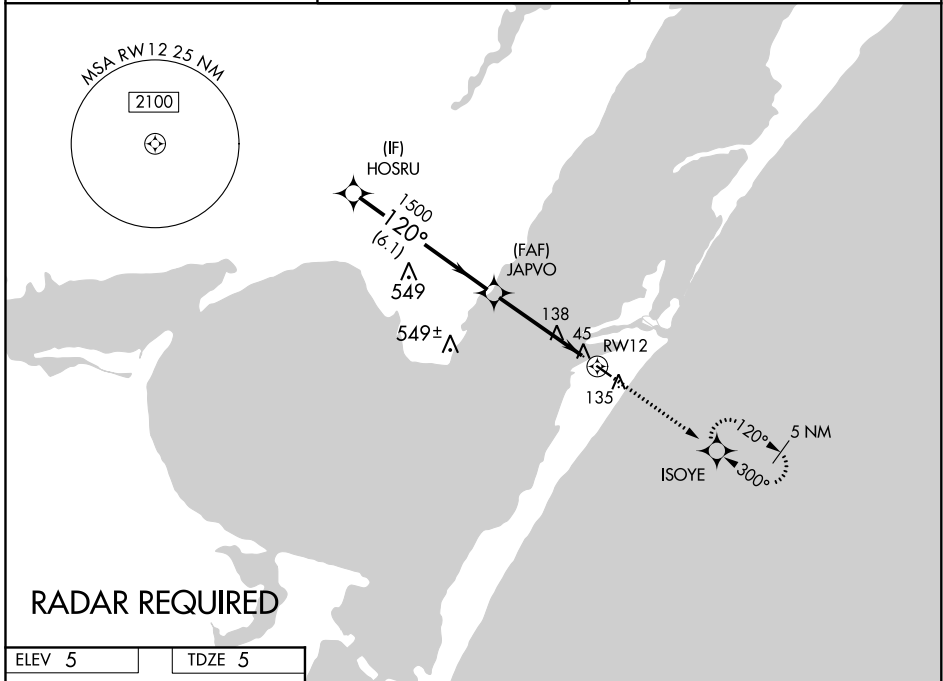 MSA RW12 25 NM
2100
(IF)
HOSRU
1500
120°
(6.1)
549
(FAF)
JAPVO
549±
138
45
RW12
135
120°
5 NM
300°
ISOYE
RADAR REQUIRED
ELEV 5
TDZE 5